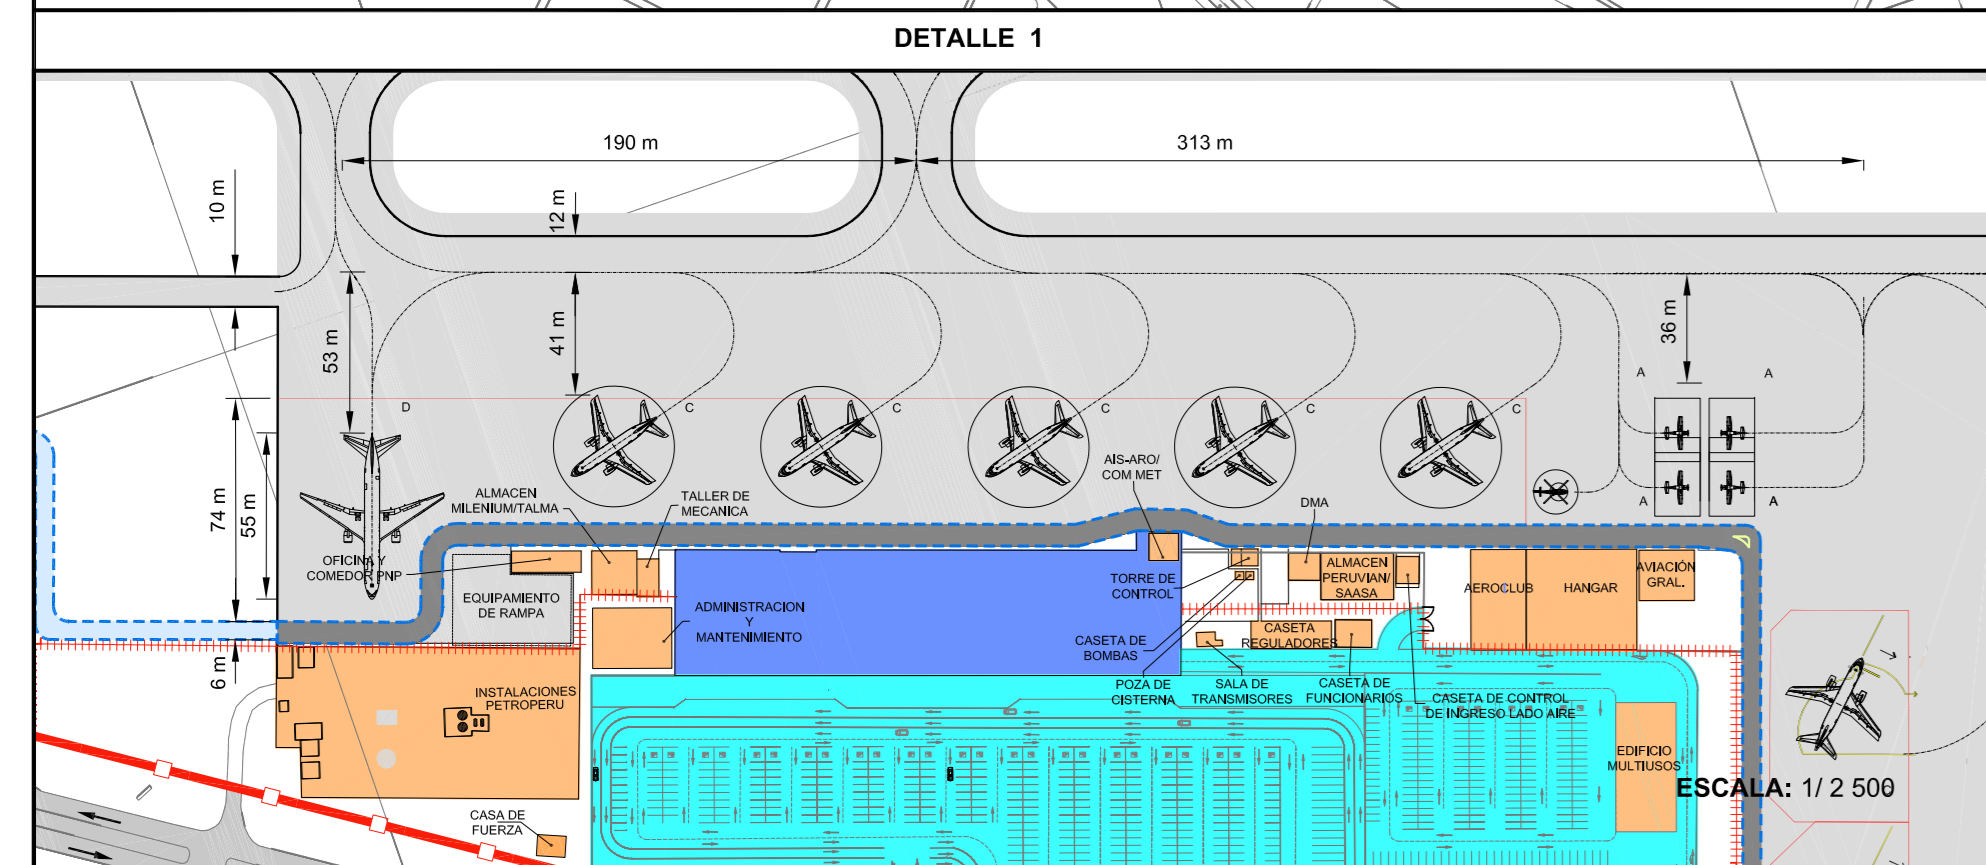 DETALLE 1
190 m
313 m
10 m
12 m
53 m
41 m
36 m
A
A
D
C
C
C
C
C
74 m
55 m
6 m
A
A
AIS-ARO/
COM MET
ALMACEN
MILENIUM/TALMA
TALLER DE
MECANICA
DMA
OFICINA Y
COMEDOR PNP
EQUIPAMIENTO
DE RAMPA
ADMINISTRACION
Y
MANTENIMIENTO
TORRE DE
CONTROL
ALMACEN
PERUVIAN/
SAASA
AEROCLUB
HANGAR
AVIACIÓN
GRAL.
CASETA DE
BOMBAS
CASETA
REGULADORES
POZA DE
CISTERNA
SALA DE
TRANSMISORES
CASETA DE
FUNCIONARIOS
CASETA DE CONTROL
DE INGRESO LADO AIRE
INSTALACIONES
PETROPERU
EDIFICIO
MULTIUSOS
ESCALA: 1/ 2 500
CASA DE
FUERZA